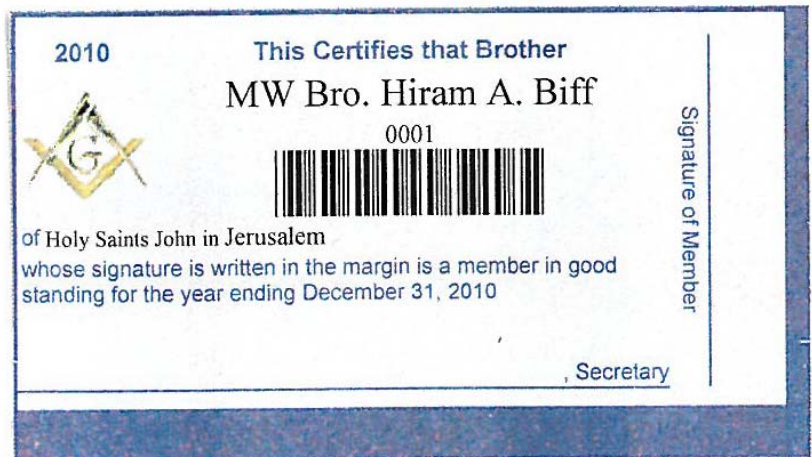 2010
This Certifies that Brother
MW Bro. Hiram A. Biff
0001
G
of Holy Saints John in Jerusalem
whose signature is written in the margin is a member in good
standing for the year ending December 31, 2010
, Secretary
Signature of Member